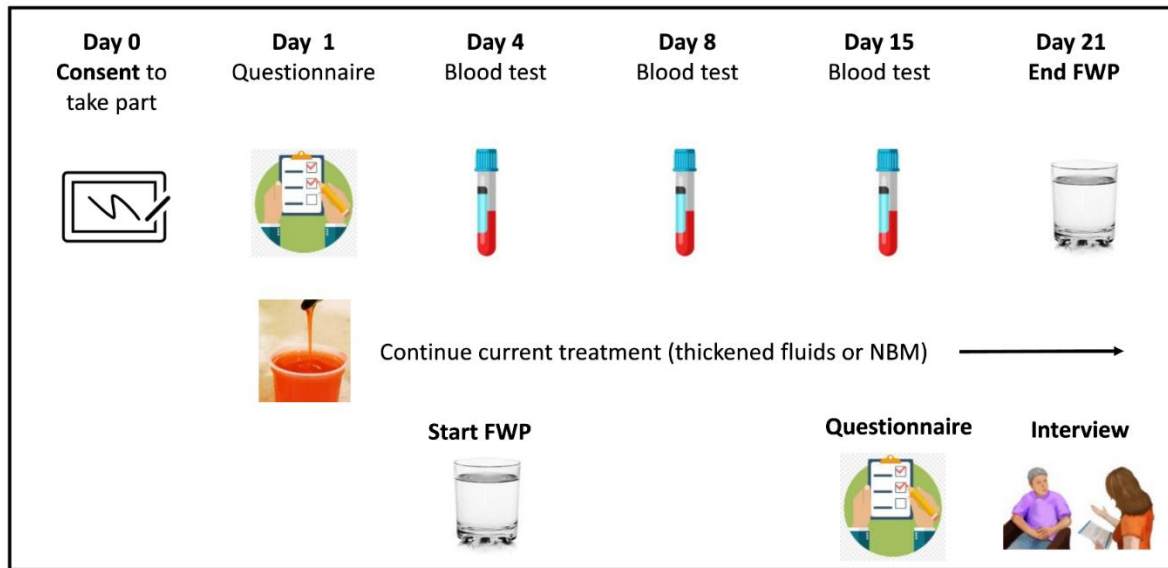 Day 0
Consent to
take part
Day 1
Questionnaire
Day 4
Blood test
Day 8
Blood test
Day 15
Blood test
Day 21
End FWP
Continue current treatment (thickened fluids or NBM)
Start FWP
Questionnaire
Interview